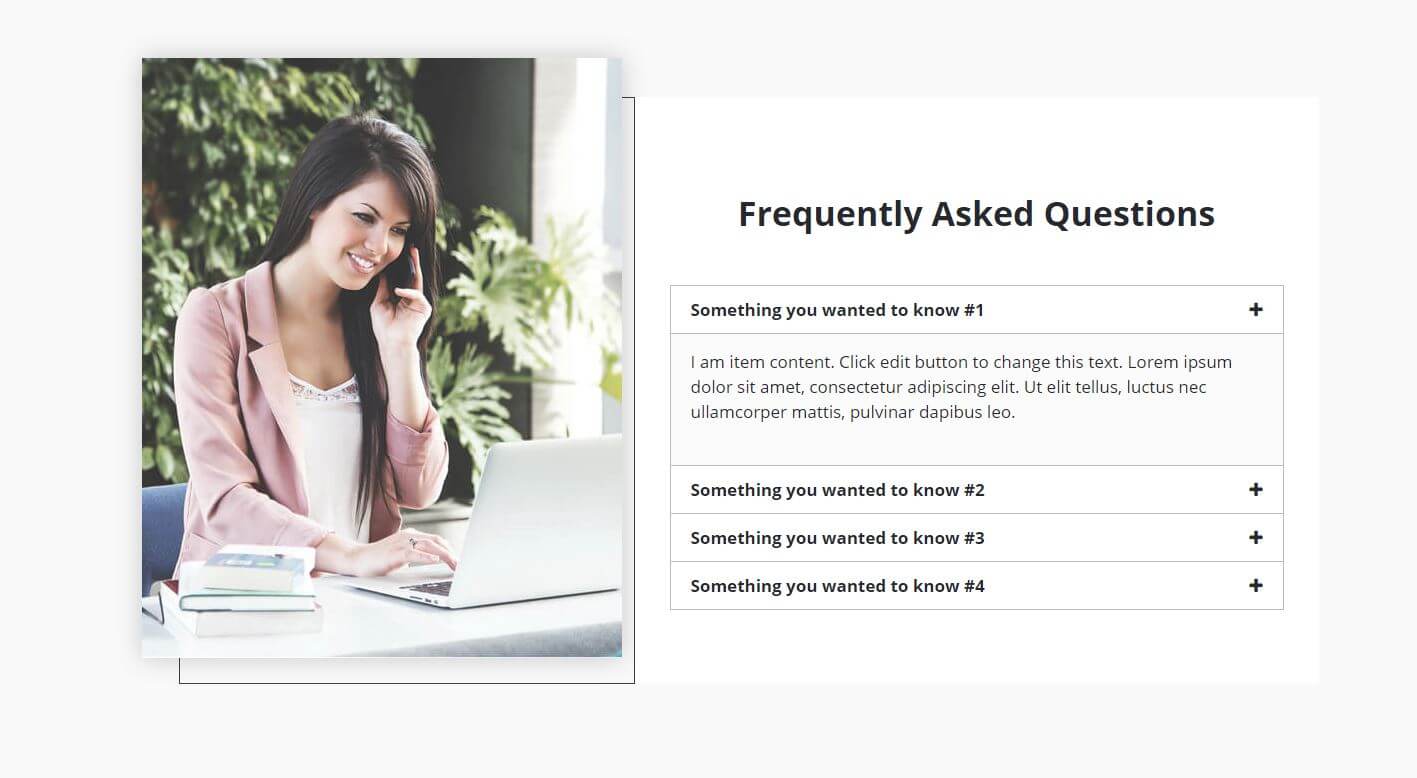 Frequently Asked Questions
Something you wanted to know #1
I am item content. Click edit button to change this text. Lorem ipsum
dolor sit amet, consectetur adipiscing elit. Ut elit tellus, luctus nec
ullamcorper mattis, pulvinar dapibus leo.
Something you wanted to know #2
Something you wanted to know #3
Something you wanted to know #4